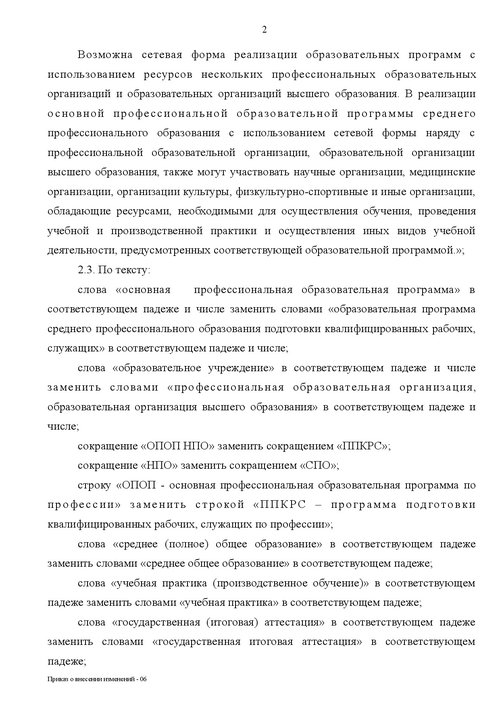 2
Возможна сетевая форма реализации образовательных программ с
использованием ресурсов нескольких профессиональных образовательных
организаций и образовательных организаций высшего образования. В реализации
основной профессиональной образовательной программы среднего
профессионального образования с использованием сетевой формы наряду с
профессиональной образовательной организации, образовательной организации
высшего образования, также могут участвовать научные организации, медицинские
организации, организации культуры, физкультурно-спортивные и иные организации,
обладающие ресурсами, необходимыми для осуществления обучения, проведения
учебной и производственной практики и осуществления иных видов учебной
деятельности, предусмотренных соответствующей образовательной программой.»;
2.3. По тексту:
слова «основная профессиональная образовательная программа» в
соответствующем падеже и числе заменить словами «образовательная программа
среднего профессионального образования подготовки квалифицированных рабочих,
служащих» в соответствующем падеже и числе;
слова «образовательное учреждение» в соответствующем падеже и числе
заменить словами «профессиональная образовательная организация,
образовательная организация высшего образования» в соответствующем падеже и
числе;
сокращение «ОПОП НПО» заменить сокращением «ППКРС»;
сокращение «НПО» заменить сокращением «СПО»;
строку «ОПОП - основная профессиональная образовательная программа по
профессии» заменить строкой «ППКРС – программа подготовки
квалифицированных рабочих, служащих по профессии»;
слова «среднее (полное) общее образование» в соответствующем падеже
заменить словами «среднее общее образование» в соответствующем падеже;
слова «учебная практика (производственное обучение)» в соответствующем
падеже заменить словами «учебная практика» в соответствующем падеже;
слова «государственная (итоговая) аттестация» в соответствующем падеже
заменить словами «государственная итоговая аттестация» в соответствующем
падеже;
Приказ о внесении изменений - 06